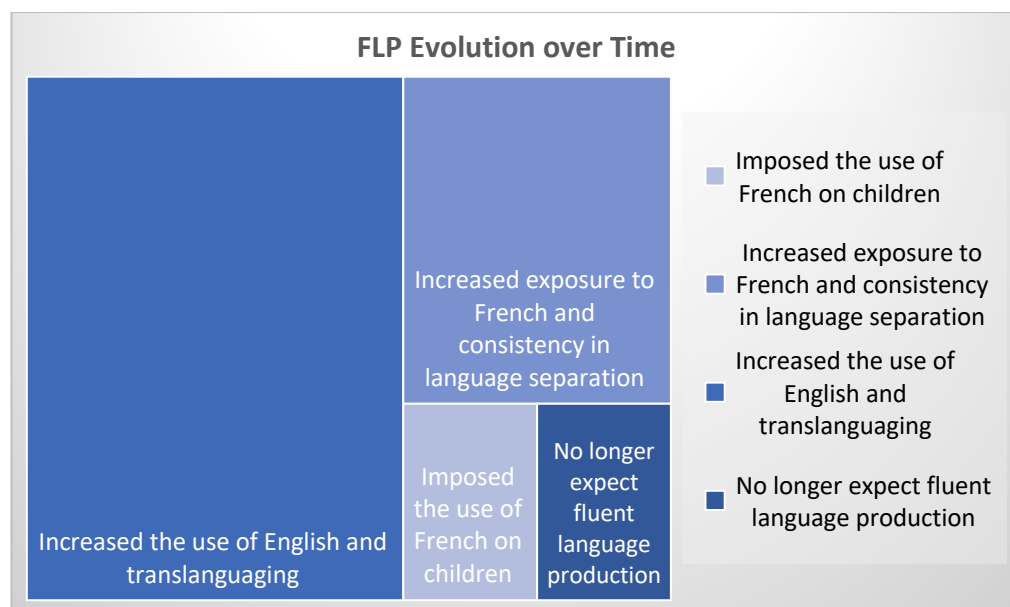 FLP Evolution over Time
Increased the use of English and
translanguaging
Increased exposure to
French and
consistency in
language separation
Imposed
the use of
French on
children
No longer
expect
fluent
language
production
Imposed the use of
French on children
Increased exposure to
French and consistency
in language separation
Increased the use of
English and
translanguaging
No longer expect fluent
language production